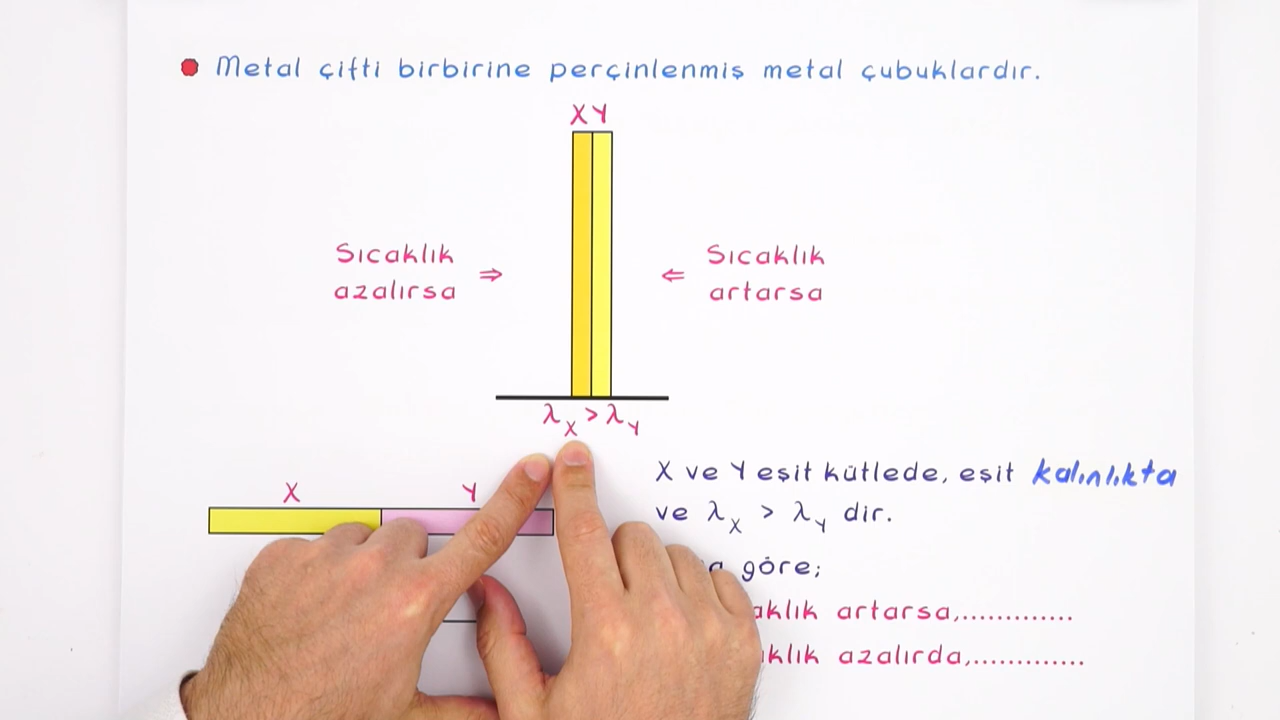 Metal çifti birbirine perçinlenmiş metal çubuklardır.
X Y
Sıcaklık
azalırsa ⇒
⇐ Sıcaklık
artarsa
λX > λY
X Y
X ve Y eşit kütlede, eşit kalınlıkta
ve λX > λY dir.
göre;
artarsa,.............
azalırda,.............